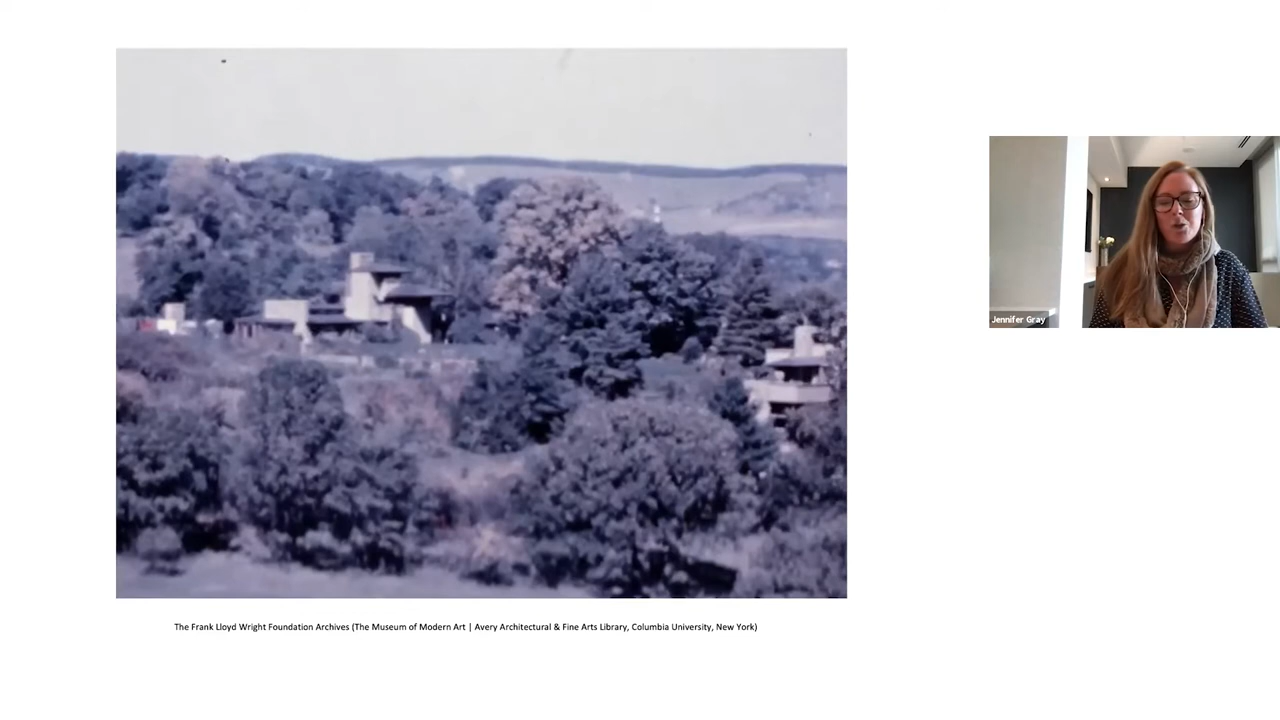 Jennifer Gray
The Frank Lloyd Wright Foundation Archives (The Museum of Modern Art | Avery Architectural & Fine Arts Library, Columbia University, New York)